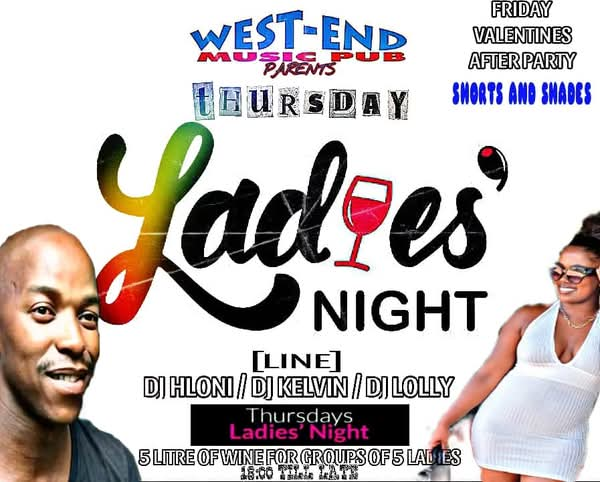 WEST-END
MUSIC PUB
PARENTS
tHURSDAY
Ladies'
NIGHT
FRIDAY
VALENTINES
AFTER PARTY
SHORTS AND SHADES
[LINE]
DJ HLONI / DJ KELVIN / DJ LOLLY
Thursdays
Ladies' Night
5 LITRE OF WINE FOR GROUPS OF 5 LADIES
18:00 TILL LATE